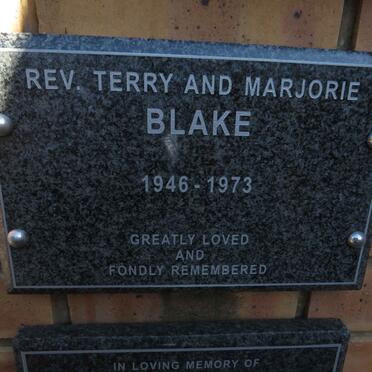 REV. TERRY AND MARJORIE
BLAKE
1946 - 1973
GREATLY LOVED
AND
FONDLY REMEMBERED
IN LOVING MEMORY OF